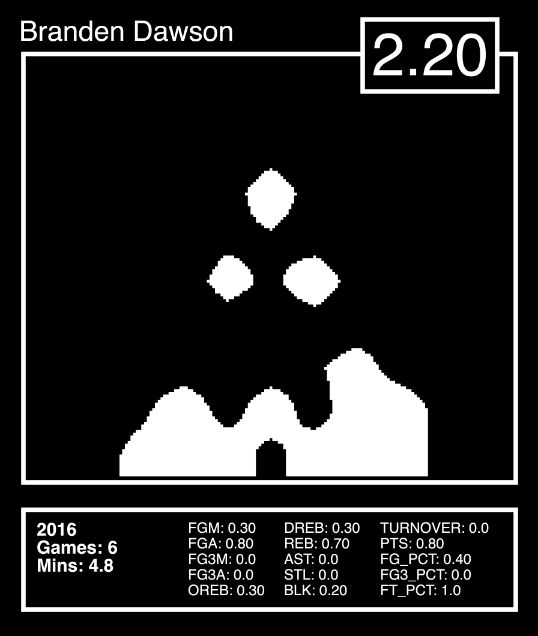 Branden Dawson
2.20
2016
Games: 6
Mins: 4.8
FGM: 0.30
FGA: 0.80
FG3M: 0.0
FG3A: 0.0
OREB: 0.30
DREB: 0.30
REB: 0.70
AST: 0.0
STL: 0.0
BLK: 0.20
TURNOVER: 0.0
PTS: 0.80
FG_PCT: 0.40
FG3_PCT: 0.0
FT_PCT: 1.0